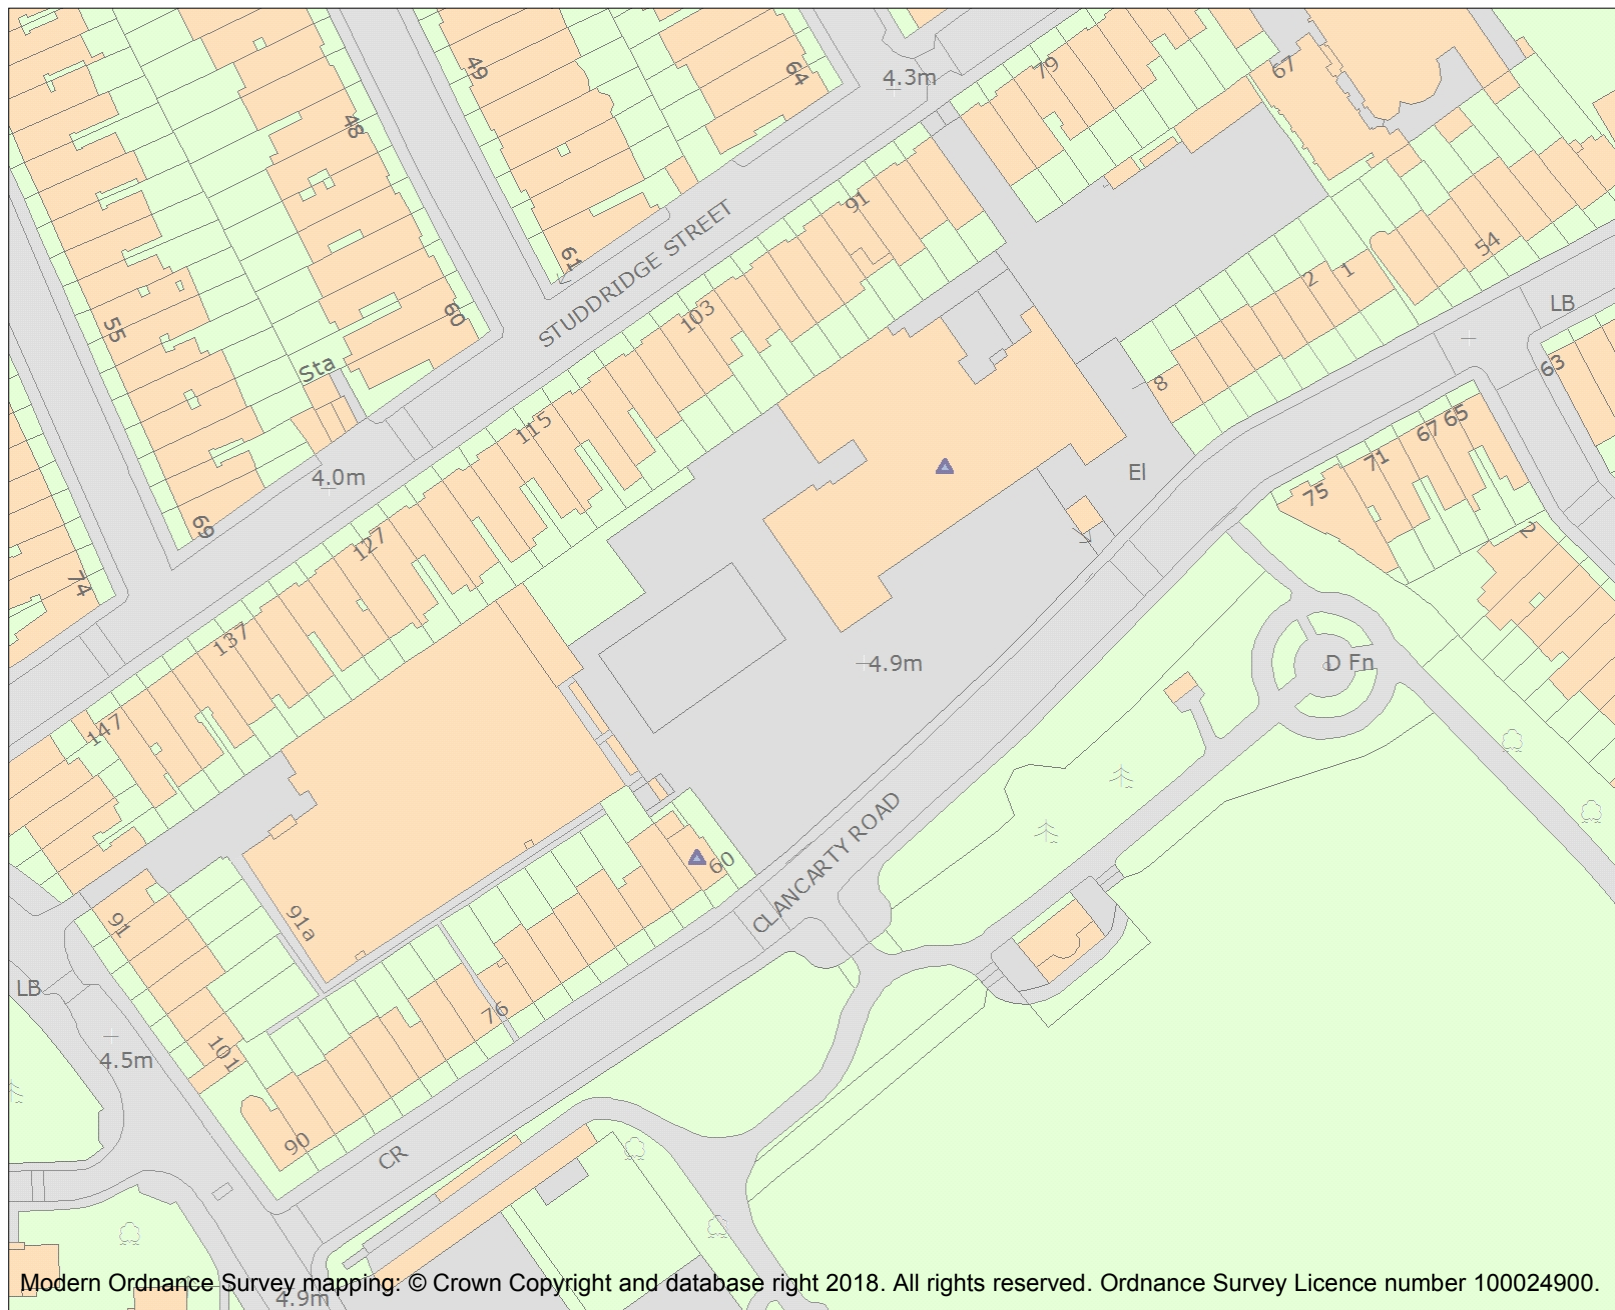 49
64
4.3m
79
67
48
91
54
61
STUDDRIDGE STREET
2
1
LB
55
60
103
Sta
63
8
115
65
67
71
4.0m
El
75
69
127
2
74
137
4.9m
D Fn
147
CLANCARTY ROAD
60
91
91a
LB
76
101
4.5m
90
CR
4.9m
Modern Ordnance Survey mapping: © Crown Copyright and database right 2018. All rights reserved. Ordnance Survey Licence number 100024900.